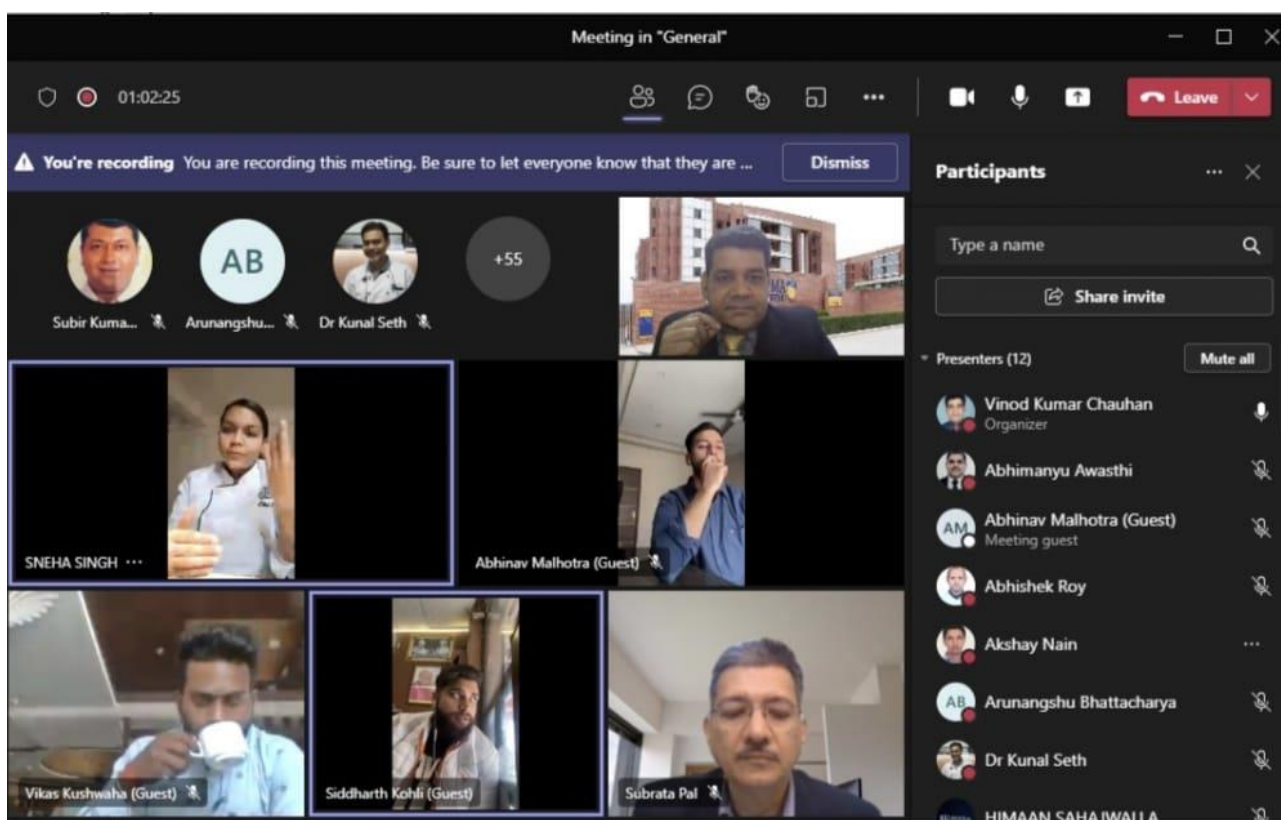 Meeting in "General"
01:02:25
Leave
You're recording You are recording this meeting. Be sure to let everyone know that they are ...
Dismiss
Participants
Type a name
Share invite
Presenters (12)
Mute all
Vinod Kumar Chauhan
Organizer
Abhimanyu Awasthi
AM
Abhinav Malhotra (Guest)
Meeting guest
Abhishek Roy
Akshay Nain
AB
Arunangshu Bhattacharya
Dr Kunal Seth
HIMAAN SAHAJWALLA
AB
+55
Subir Kuma...
Arunangshu...
Dr Kunal Seth
SNEHA SINGH
Abhinav Malhotra (Guest)
Vikas Kushwaha (Guest)
Siddharth Kohli (Guest)
Subrata Pal